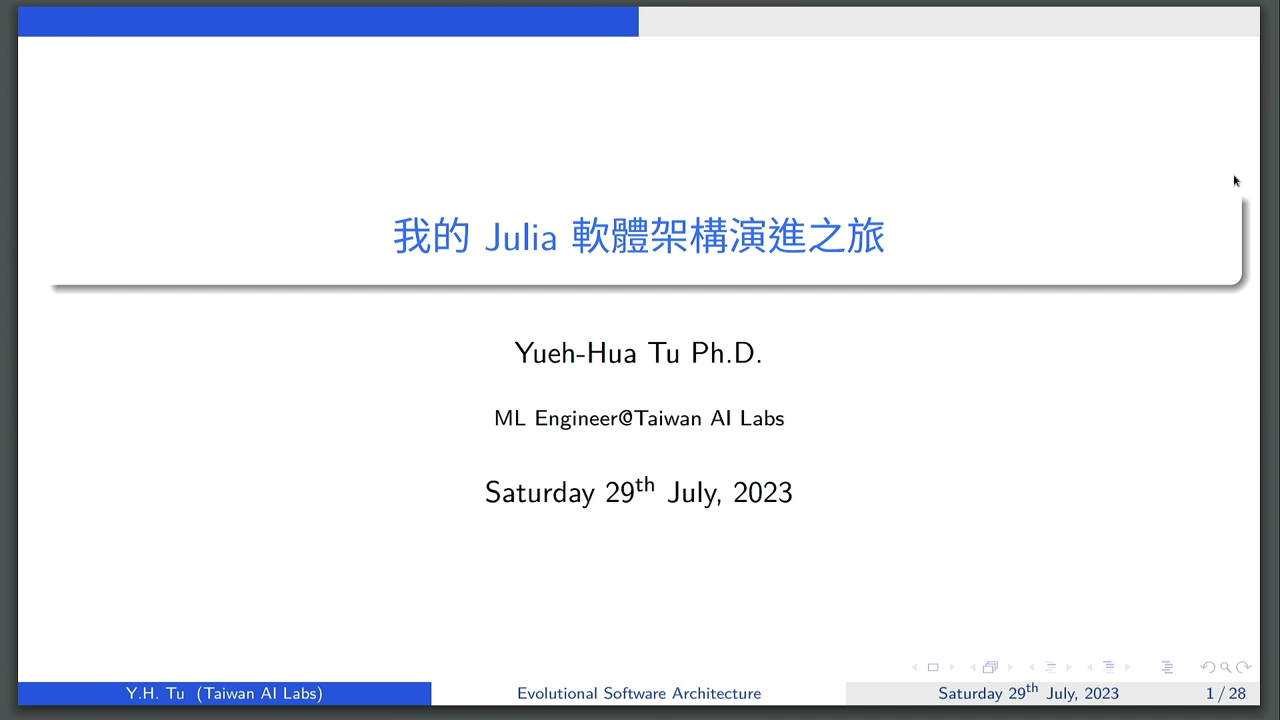 我的 Julia 軟體架構演進之旅
Yueh-Hua Tu Ph.D.
ML Engineer@Taiwan AI Labs
Saturday 29th July, 2023
Y.H. Tu (Taiwan AI Labs)
Evolutional Software Architecture
Saturday 29th July, 2023
1 / 28